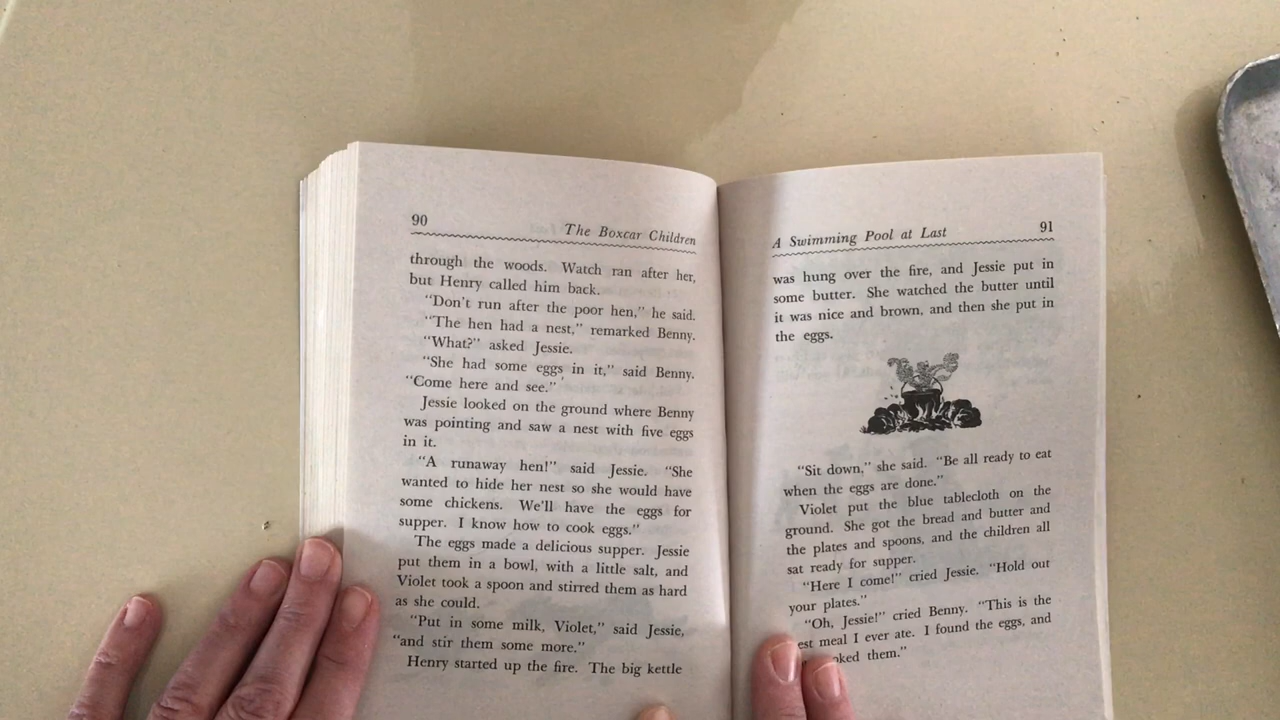 90 The Boxcar Children
through the woods. Watch ran after her,
but Henry called him back.
"Don't run after the poor hen," he said.
"The hen had a nest," remarked Benny.
"What?" asked Jessie.
"She had some eggs in it," said Benny.
"Come here and see."
Jessie looked on the ground where Benny
was pointing and saw a nest with five eggs
in it.
"A runaway hen!" said Jessie. "She
wanted to hide her nest so she would have
some chickens. We'll have the eggs for
supper. I know how to cook eggs."
The eggs made a delicious supper. Jessie
put them in a bowl, with a little salt, and
Violet took a spoon and stirred them as hard
as she could.
"Put in some milk, Violet," said Jessie,
"and stir them some more."
Henry started up the fire. The big kettle
A Swimming Pool at Last 91
was hung over the fire, and Jessie put in
some butter. She watched the butter until
it was nice and brown, and then she put in
the eggs.
"Sit down," she said. "Be all ready to eat
when the eggs are done."
Violet put the blue tablecloth on the
ground. She got the bread and butter and
the plates and spoons, and the children all
sat ready for supper.
"Here I come!" cried Jessie. "Hold out
your plates."
"Oh, Jessie!" cried Benny. "This is the
meal I ever ate. I found the eggs, and
them."